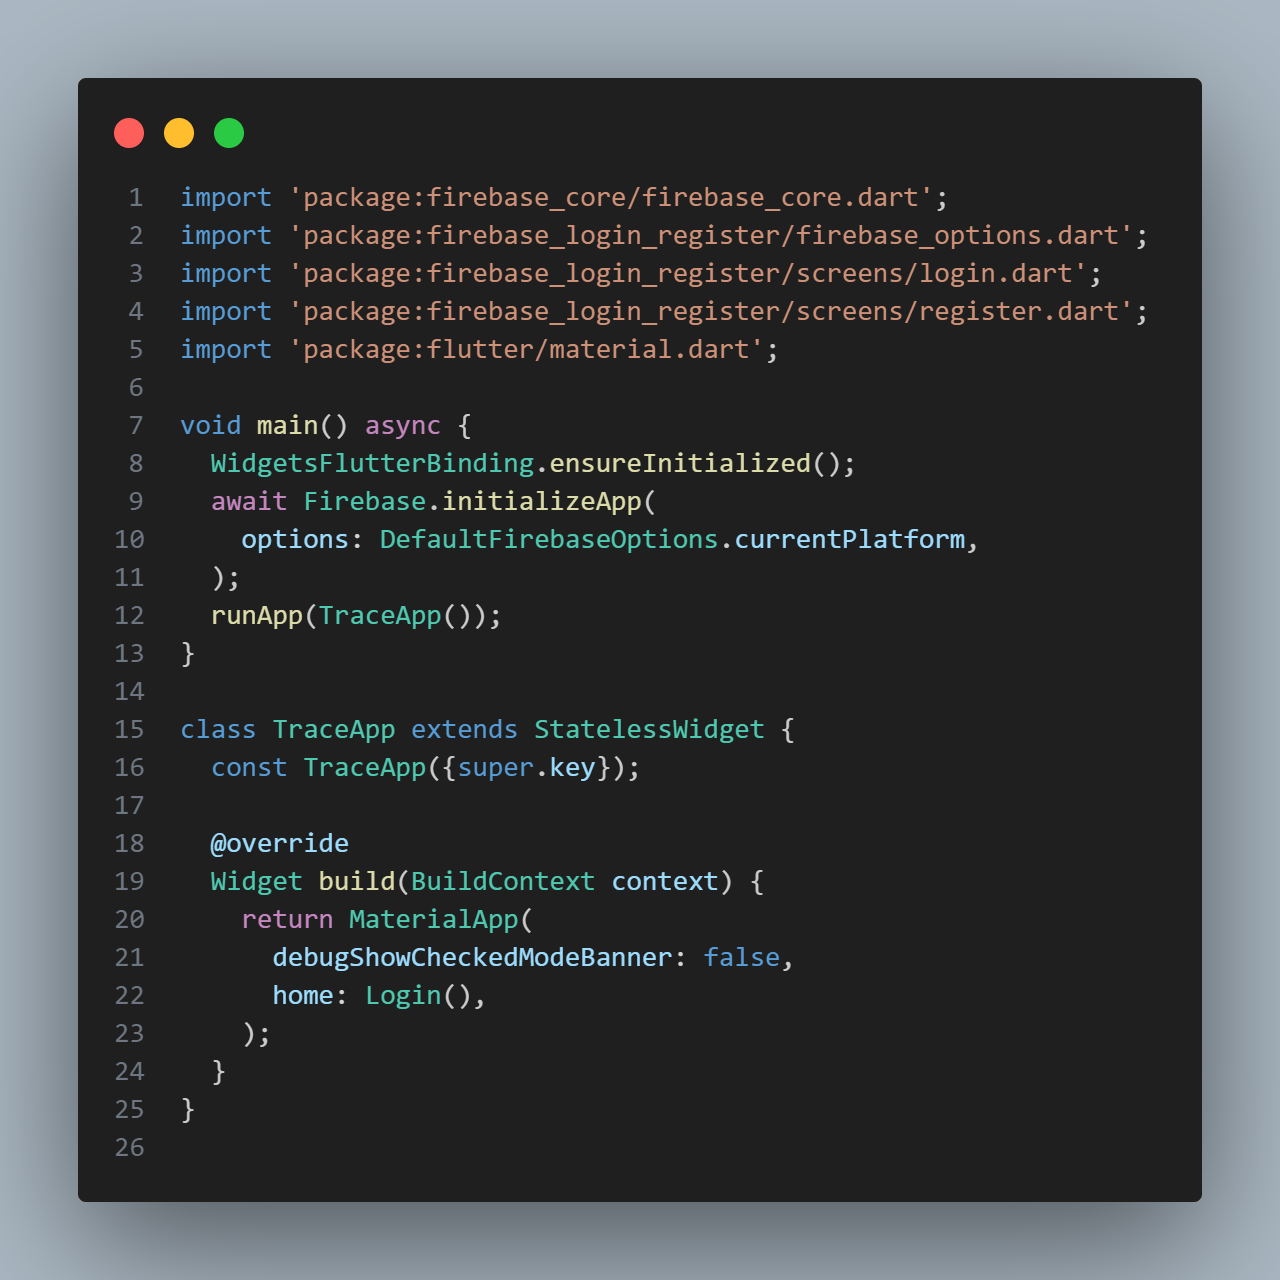 1 import 'package:firebase_core/firebase_core.dart';
2 import 'package:firebase_login_register/firebase_options.dart';
3 import 'package:firebase_login_register/screens/login.dart';
4 import 'package:firebase_login_register/screens/register.dart';
5 import 'package:flutter/material.dart';
6
7 void main() async {
8   WidgetsFlutterBinding.ensureInitialized();
9   await Firebase.initializeApp(
10     options: DefaultFirebaseOptions.currentPlatform,
11   );
12   runApp(TraceApp());
13 }
14
15 class TraceApp extends StatelessWidget {
16   const TraceApp({super.key});
17
18   @override
19   Widget build(BuildContext context) {
20     return MaterialApp(
21       debugShowCheckedModeBanner: false,
22       home: Login(),
23     );
24   }
25 }
26